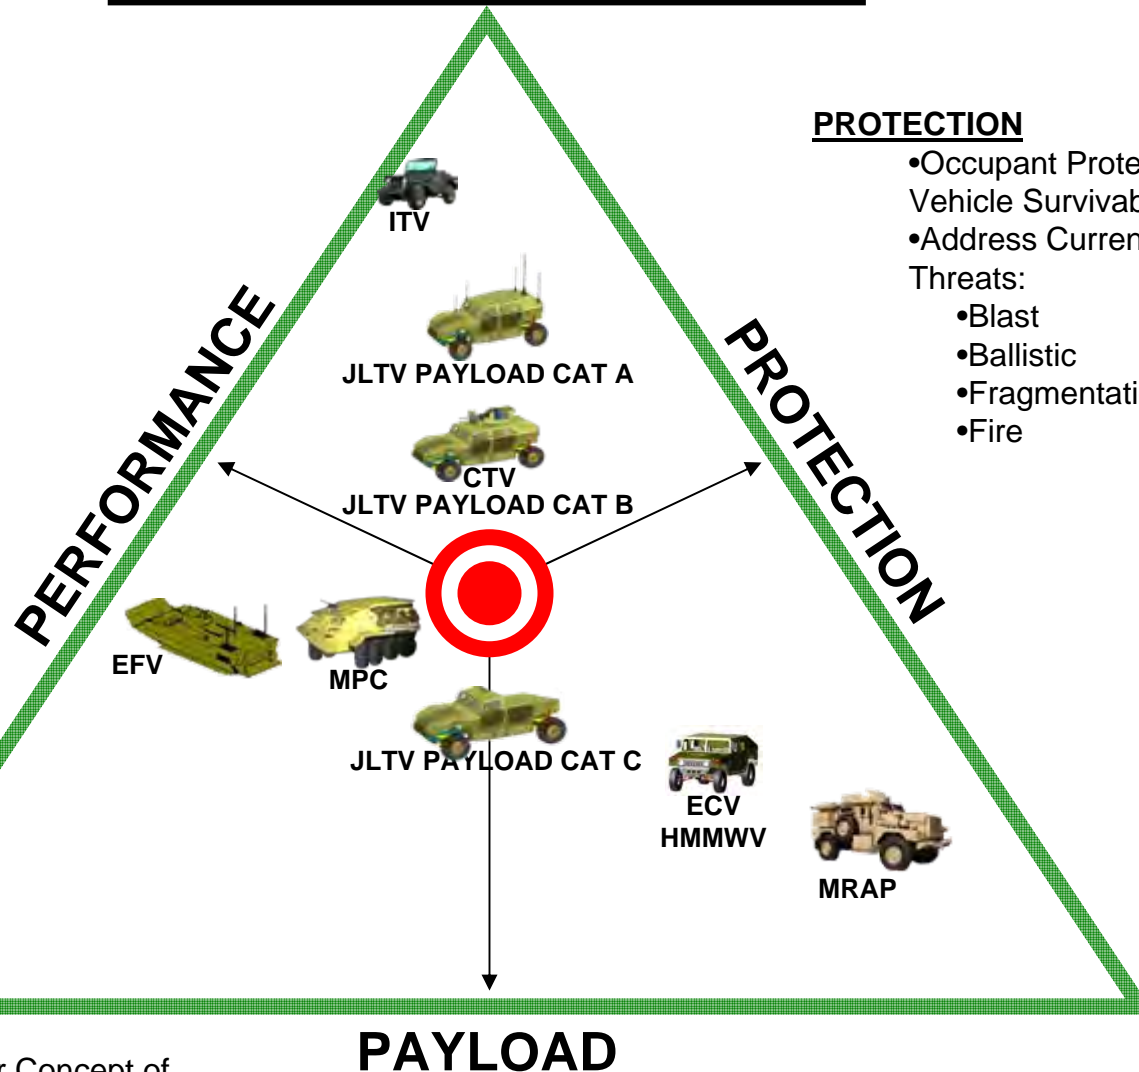 PROTECTION
•Occupant Prote
Vehicle Survivab
•Address Curren
Threats:
•Blast
•Ballistic
•Fragmentati
•Fire
ITV
JLTV PAYLOAD CAT A
CTV
JLTV PAYLOAD CAT B
PERFORMANCE
PROTECTION
EFV
MPC
JLTV PAYLOAD CAT C
ECV
HMMWV
MRAP
PAYLOAD
r Concept of